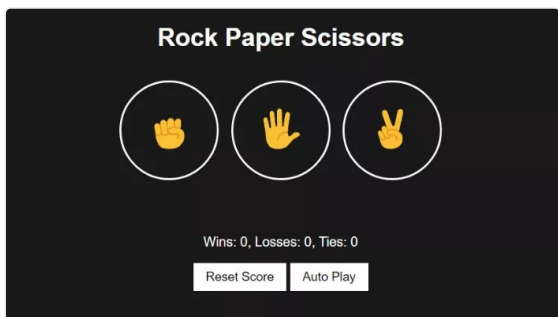 Rock Paper Scissors
Wins: 0, Losses: 0, Ties: 0
Reset Score Auto Play